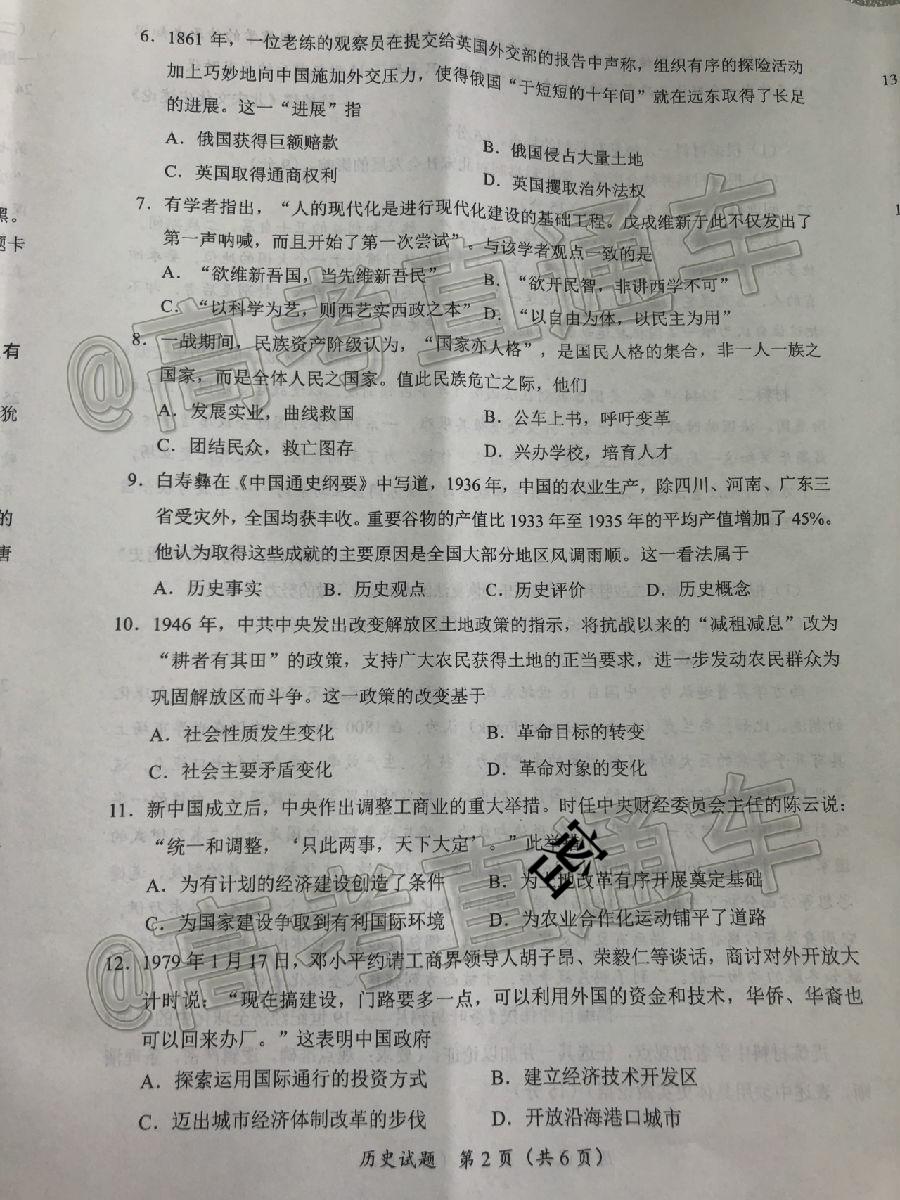 6. 1861 年，一位老练的观察员在提交给英国外交部的报告中声称，组织有序的探险活动
13
加上巧妙地向中国施加外交压力，使得俄国“于短短的十年间”就在远东取得了长足
的进展。这一“进展”指
A. 俄国获得巨额赔款
B. 俄国侵占大量土地
C. 英国取得通商权利
D. 英国攫取治外法权
7. 有学者指出，“人的现代化是进行现代化建设的基础工程。戊戌维新于此不仅发出了
第一声呐喊，而且开始了第一次尝试”。与该学者观点一致的是
A. “欲维新吾国，当先维新吾民”
B. “欲开民智，非讲西学不可”
C. “以科学为艺，则西艺实西政之本”
D. “以自由为体，以民主为用”
8. 一战期间，民族资产阶级认为，“国家亦人格”，是国民人格的集合，非一人一族之
国家，而是全体人民之国家。值此民族危亡之际，他们
A. 发展实业，曲线救国
B. 公车上书，呼吁变革
C. 团结民众，救亡图存
D. 兴办学校，培育人才
9. 白寿彝在《中国通史纲要》中写道，1936 年，中国的农业生产，除四川、河南、广东三
省受灾外，全国均获丰收。重要谷物的产值比 1933 年至 1935 年的平均产值增加了 45%。
他认为取得这些成就的主要原因是全国大部分地区风调雨顺。这一看法属于
A. 历史事实
B. 历史观点
C. 历史评价
D. 历史概念
10. 1946 年，中共中央发出改变解放区土地政策的指示，将抗战以来的“减租减息”改为
“耕者有其田”的政策，支持广大农民获得土地的正当要求，进一步发动农民群众为
巩固解放区而斗争。这一政策的改变基于
A. 社会性质发生变化
B. 革命目标的转变
C. 社会主要矛盾变化
D. 革命对象的变化
11. 新中国成立后，中央作出调整工商业的重大举措。时任中央财经委员会主任的陈云说：
“统一和调整，‘只此两事，天下大定’。”此举措
A. 为有计划的经济建设创造了条件
B. 为土地改革有序开展奠定基础
C. 为国家建设争取到有利国际环境
D. 为农业合作化运动铺平了道路
12. 1979 年 1 月 17 日，邓小平约请工商界领导人胡子昂、荣毅仁等谈话，商讨对外开放大
计时说：“现在搞建设，门路要多一点，可以利用外国的资金和技术，华侨、华裔也
可以回来办厂。”这表明中国政府
A. 探索运用国际通行的投资方式
B. 建立经济技术开发区
C. 迈出城市经济体制改革的步伐
D. 开放沿海港口城市
历史试题 第 2 页（共 6 页）
黑。
题卡
有
犹
的
唐
@高考直通车
@高考直通车